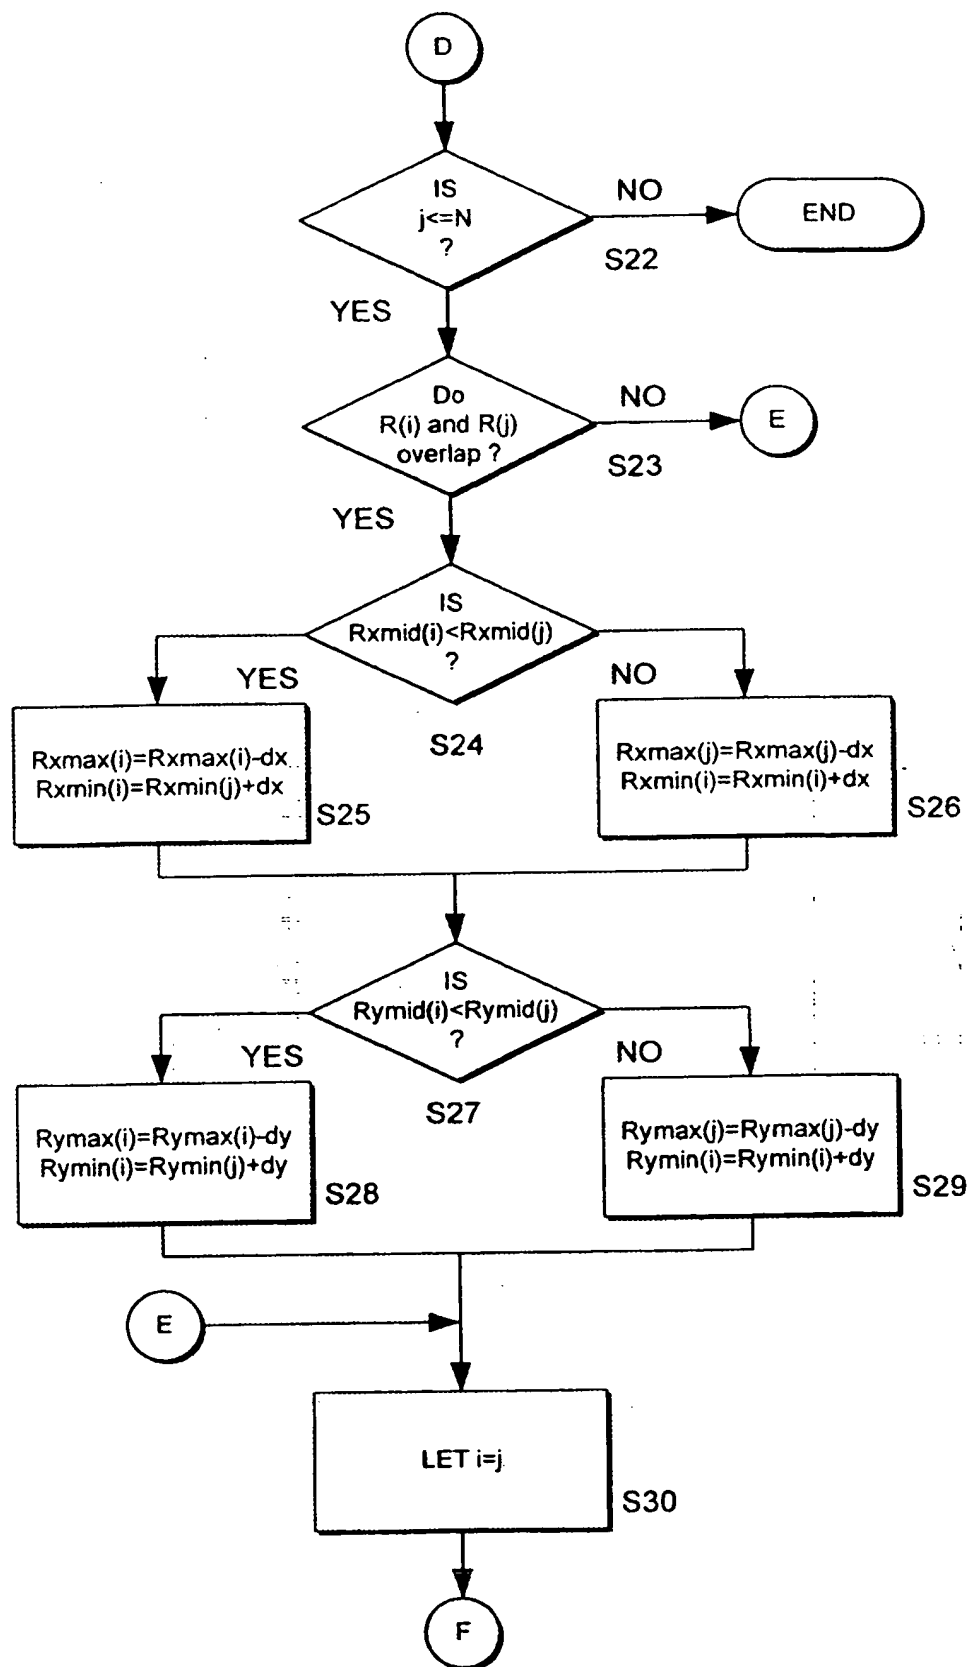 D
IS
j<=N
?
NO
END
S22
YES
Do
R(i) and R(j)
overlap ?
NO
E
S23
YES
IS
Rxmid(i)<Rxmid(j)
?
YES
NO
S24
Rxmax(i)=Rxmax(i)-dx
Rxmin(i)=Rxmin(j)+dx
S25
Rxmax(j)=Rxmax(j)-dx
Rxmin(i)=Rxmin(i)+dx
S26
IS
Rymid(i)<Rymid(j)
?
YES
NO
S27
Rymax(i)=Rymax(i)-dy
Rymin(i)=Rymin(j)+dy
S28
Rymax(j)=Rymax(j)-dy
Rymin(i)=Rymin(i)+dy
S29
E
LET i=j
S30
F